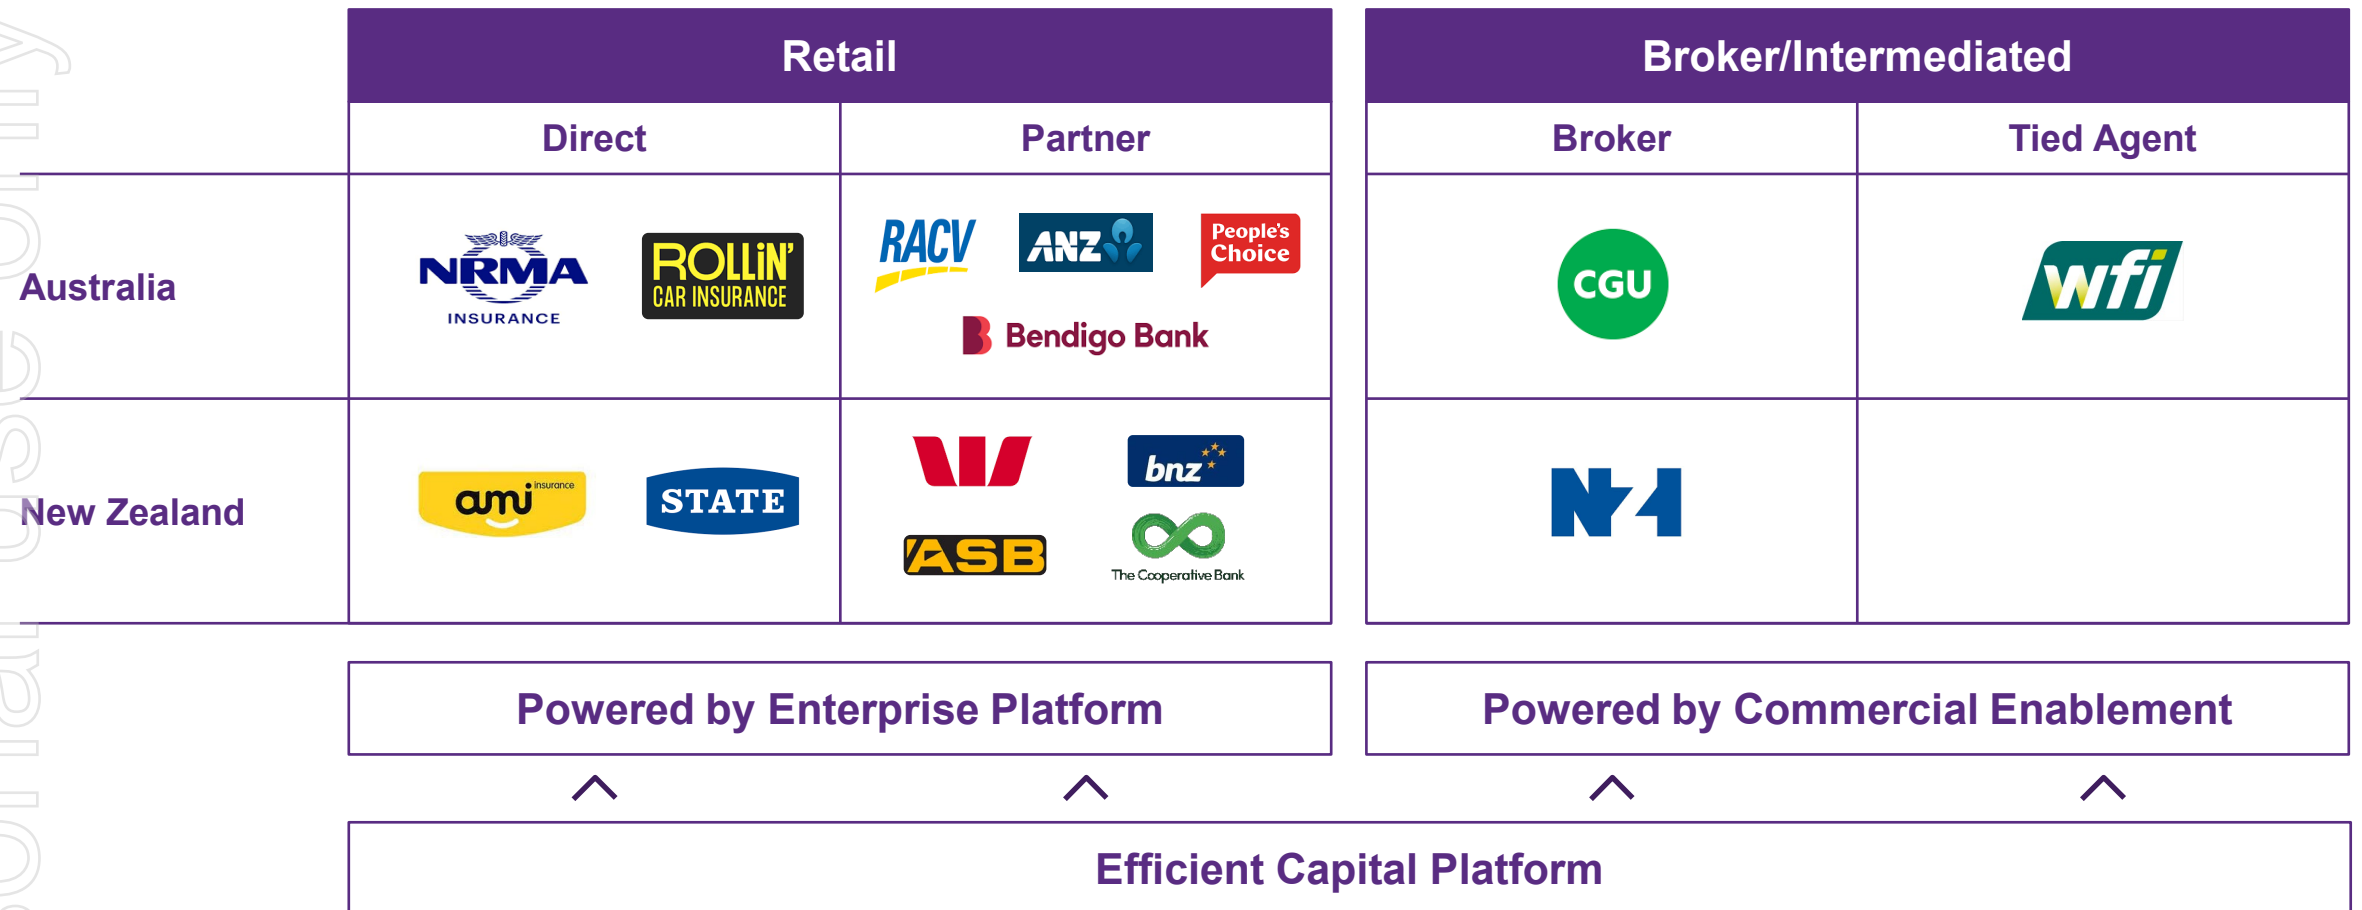 Retail
Broker/Intermediated
Direct
Partner
Broker
Tied Agent
Australia
NRMA
INSURANCE
ROLLiN'
CAR INSURANCE
RACV
ANZ
People's
Choice
Bendigo Bank
CGU
wfi
New Zealand
ami insurance
STATE
bnz
ASB
The Cooperative Bank
NZI
Powered by Enterprise Platform
Powered by Commercial Enablement
Efficient Capital Platform